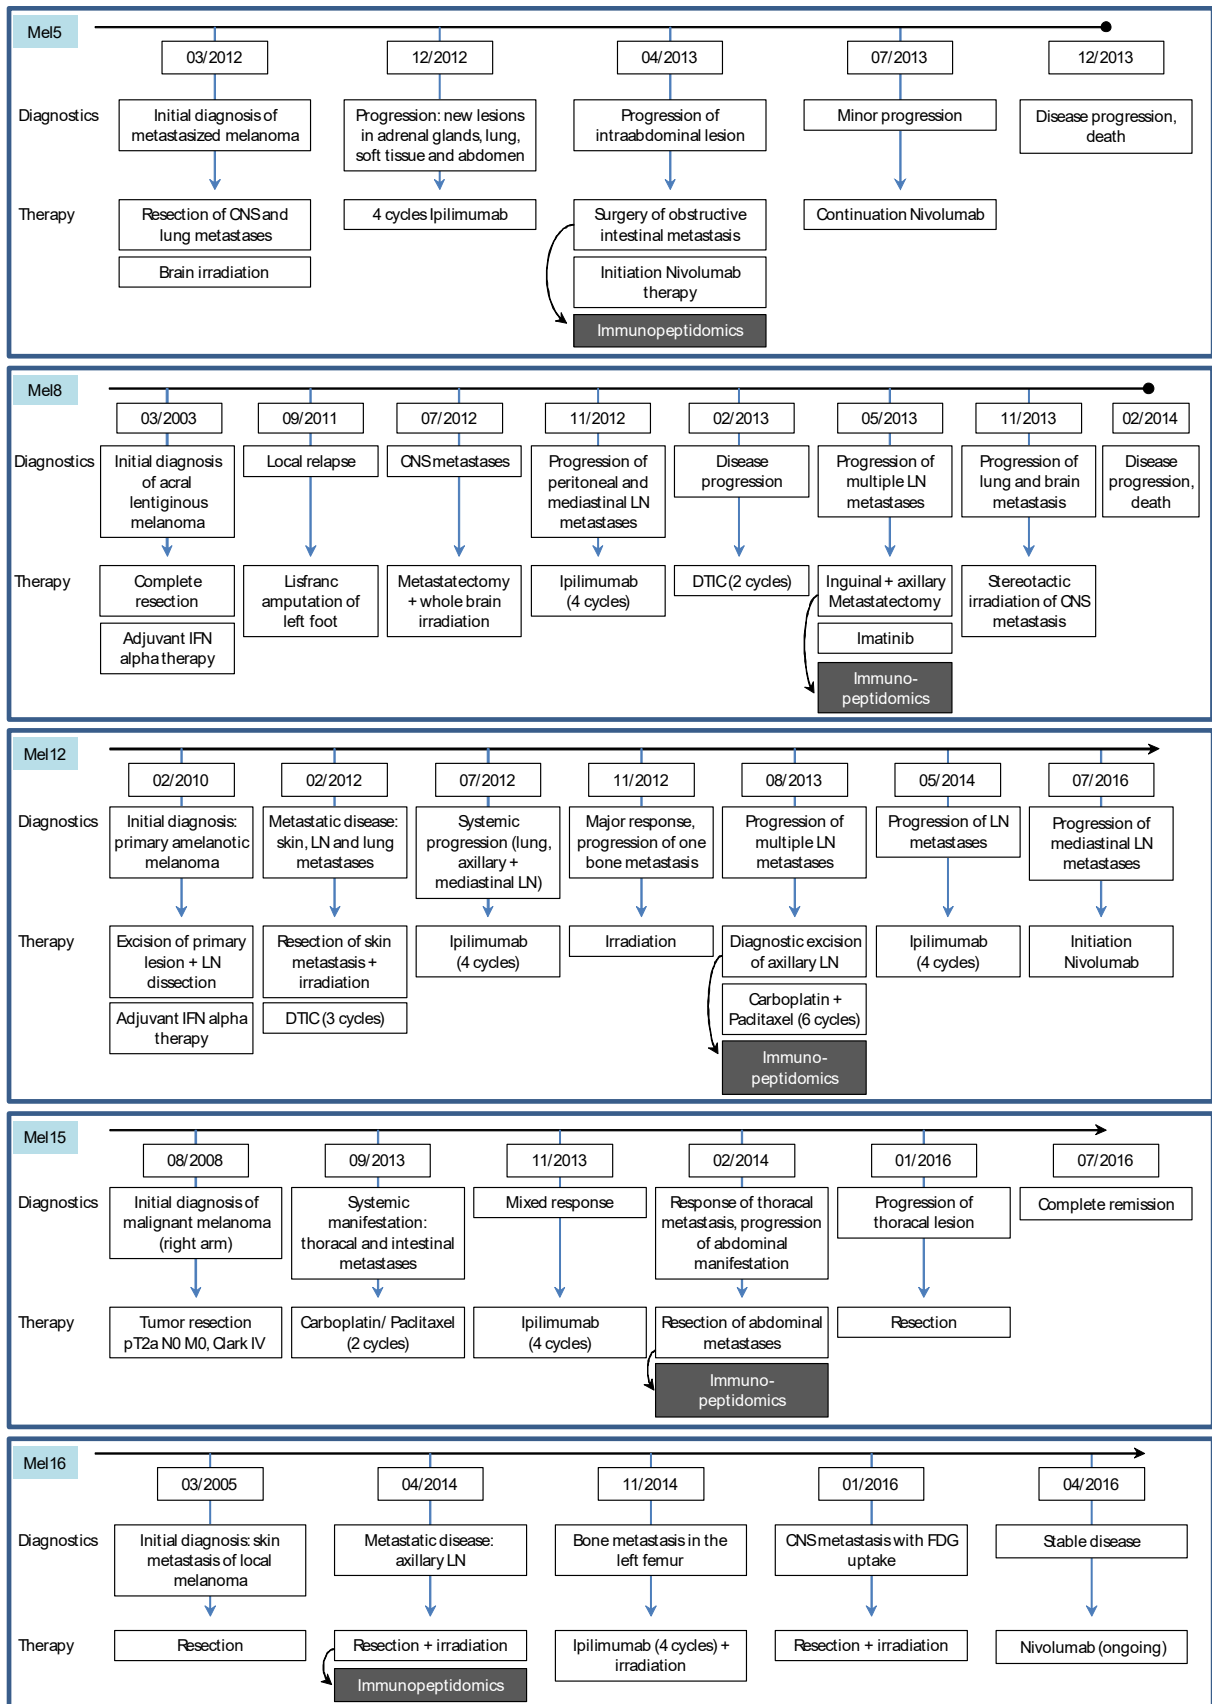 Mel5
03/2012
12/2012
04/2013
07/2013
12/2013
Diagnostics
Initial diagnosis of
metastasized melanoma
Progression: new lesions
in adrenal glands, lung,
soft tissue and abdomen
Progression of
intraabdominal lesion
Minor progression
Disease progression,
death
Therapy
Resection of CNS and
lung metastases
Brain irradiation
4 cycles Ipilimumab
Surgery of obstructive
intestinal metastasis
Initiation Nivolumab
therapy
Immunopeptidomics
Continuation Nivolumab
Mel8
03/2003
09/2011
07/2012
11/2012
02/2013
05/2013
11/2013
02/2014
Diagnostics
Initial diagnosis
of acral
lentiginous
melanoma
Local relapse
CNS metastases
Progression of
peritoneal and
mediastinal LN
metastases
Disease
progression
Progression of
multiple LN
metastases
Progression of
lung and brain
metastasis
Disease
progression,
death
Therapy
Complete
resection
Adjuvant IFN
alpha therapy
Lisfranc
amputation of
left foot
Metastatectomy
+ whole brain
irradiation
Ipilimumab
(4 cycles)
DTIC (2 cycles)
Inguinal + axillary
Metastatectomy
Imatinib
Immuno-
peptidomics
Stereotactic
irradiation of CNS
metastasis
Mel12
02/2010
02/2012
07/2012
11/2012
08/2013
05/2014
07/2016
Diagnostics
Initial diagnosis:
primary amelanotic
melanoma
Metastatic disease:
skin, LN and lung
metastases
Systemic
progression (lung,
axillary +
mediastinal LN)
Major response,
progression of one
bone metastasis
Progression of
multiple LN
metastases
Progression of LN
metastases
Progression of
mediastinal LN
metastases
Therapy
Excision of primary
lesion + LN
dissection
Adjuvant IFN alpha
therapy
Resection of skin
metastasis +
irradiation
DTIC (3 cycles)
Ipilimumab
(4 cycles)
Irradiation
Diagnostic excision
of axillary LN
Carboplatin +
Paclitaxel (6 cycles)
Immuno-
peptidomics
Ipilimumab
(4 cycles)
Initiation
Nivolumab
Mel15
08/2008
09/2013
11/2013
02/2014
01/2016
07/2016
Diagnostics
Initial diagnosis of
malignant melanoma
(right arm)
Systemic
manifestation:
thoracal and intestinal
metastases
Mixed response
Response of thoracal
metastasis, progression
of abdominal
manifestation
Progression of
thoracal lesion
Complete remission
Therapy
Tumor resection
pT2a N0 M0, Clark IV
Carboplatin/ Paclitaxel
(2 cycles)
Ipilimumab
(4 cycles)
Resection of abdominal
metastases
Immuno-
peptidomics
Resection
Mel16
03/2005
04/2014
11/2014
01/2016
04/2016
Diagnostics
Initial diagnosis: skin
metastasis of local
melanoma
Metastatic disease:
axillary LN
Bone metastasis in the
left femur
CNS metastasis with FDG
uptake
Stable disease
Therapy
Resection
Resection + irradiation
Immunopeptidomics
Ipilimumab (4 cycles) +
irradiation
Resection + irradiation
Nivolumab (ongoing)